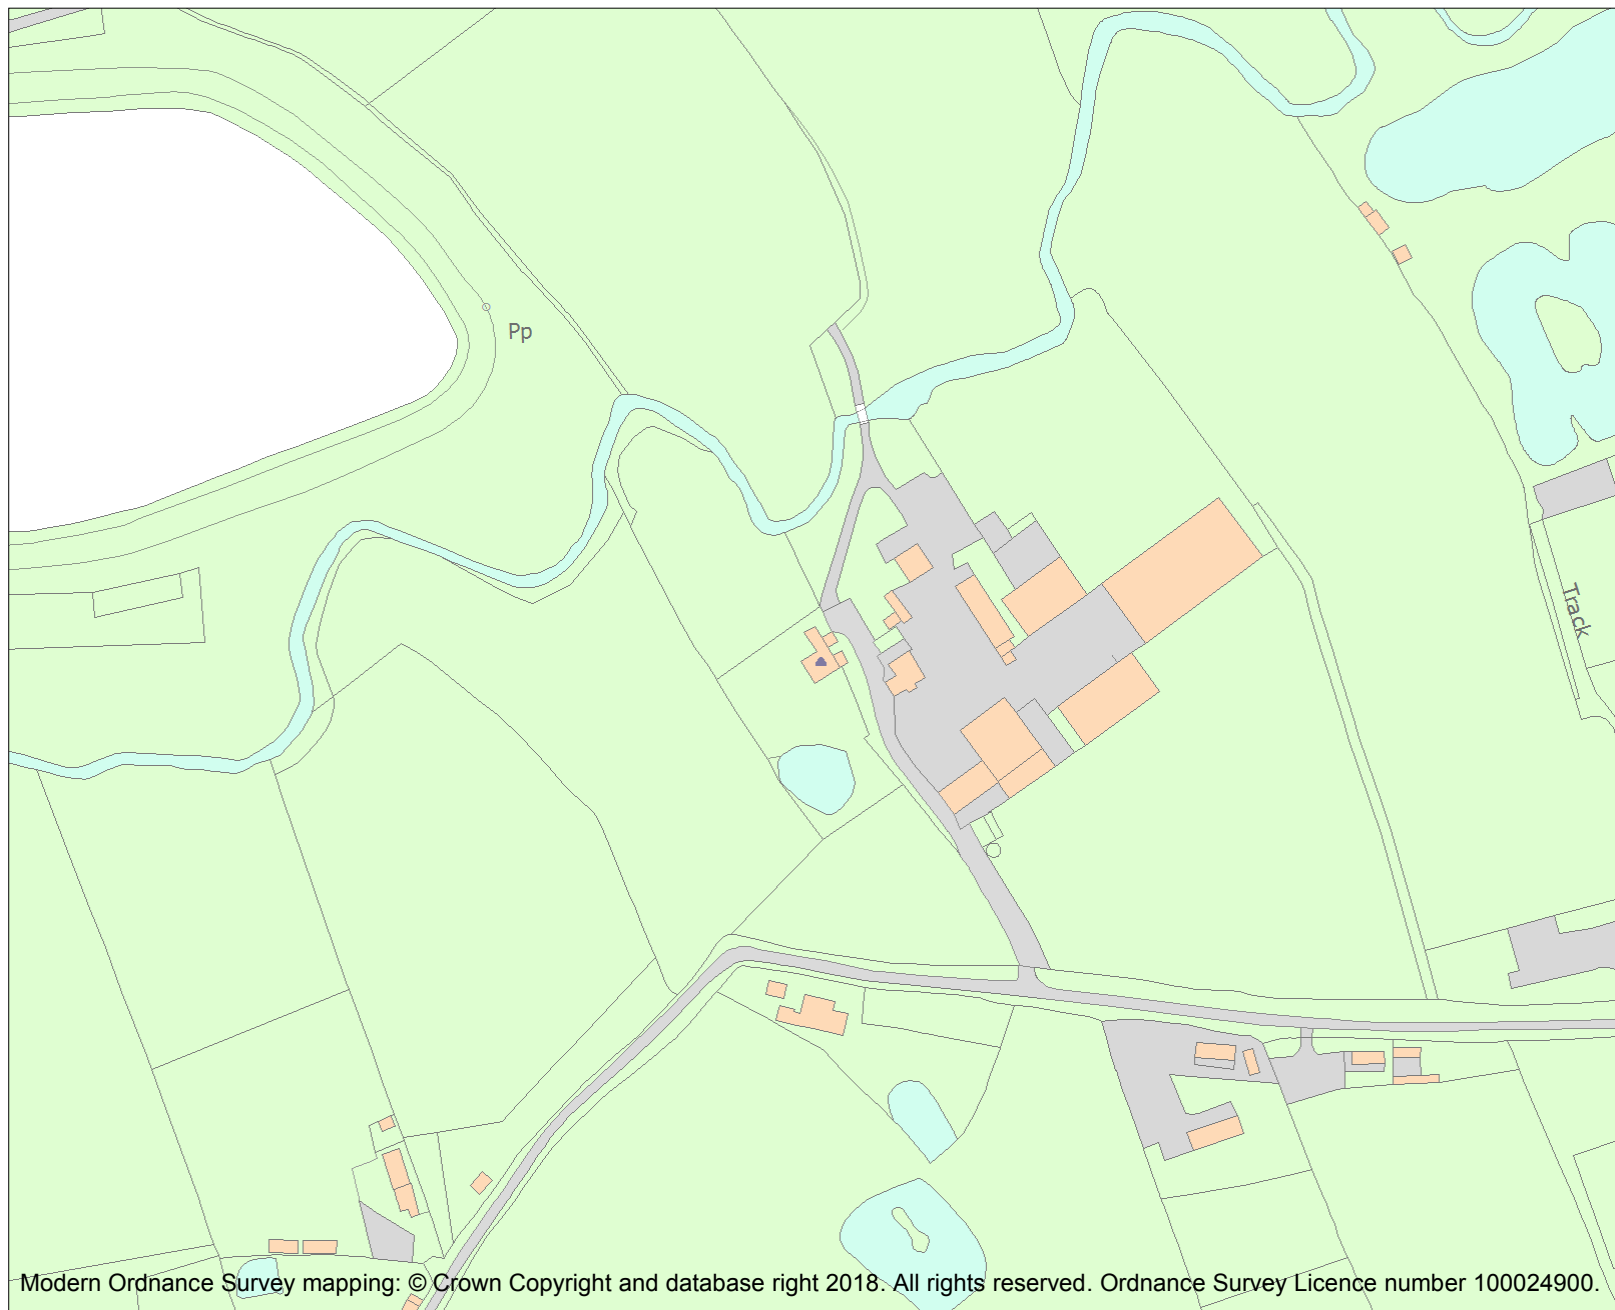 Pp
Track
Modern Ordnance Survey mapping: © Crown Copyright and database right 2018. All rights reserved. Ordnance Survey Licence number 100024900.